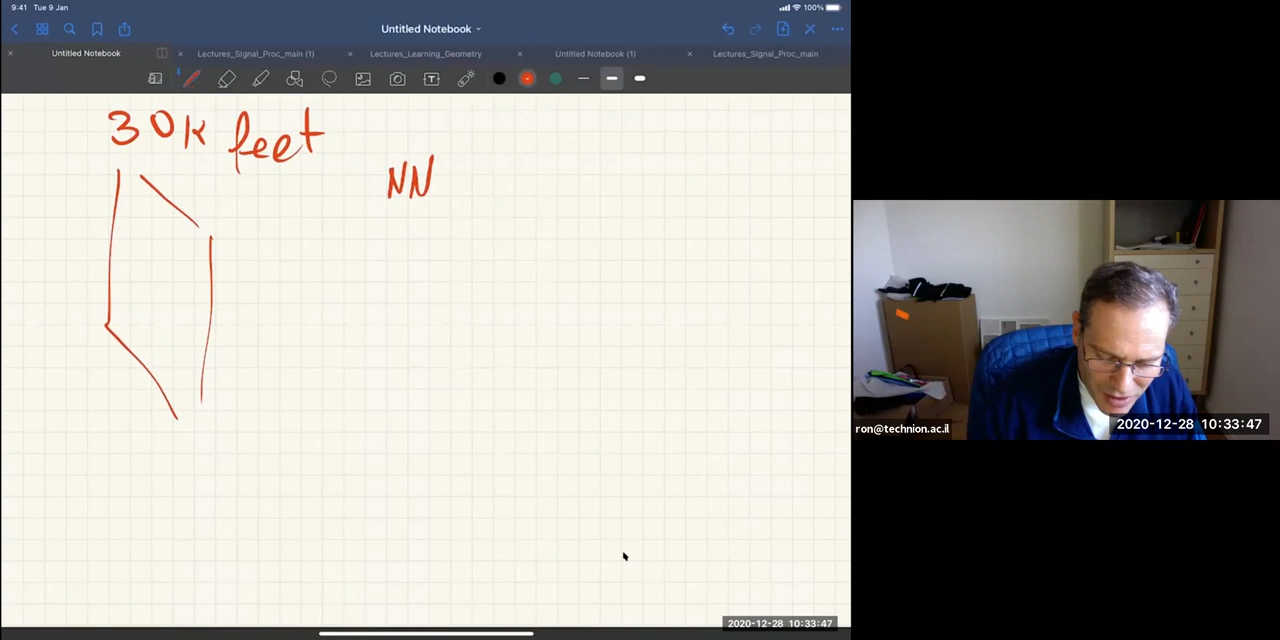 9:41 Tue 9 Jan 100%
Untitled Notebook
Untitled Notebook Lectures_Signal_Proc_main (1) Lectures_Learning_Geometry Untitled Notebook (1) Lectures_SIgnal_Proc_main
30k feet
NN
ron@technion.ac.il
2020-12-28 10:33:47
2020-12-28 10:33:47